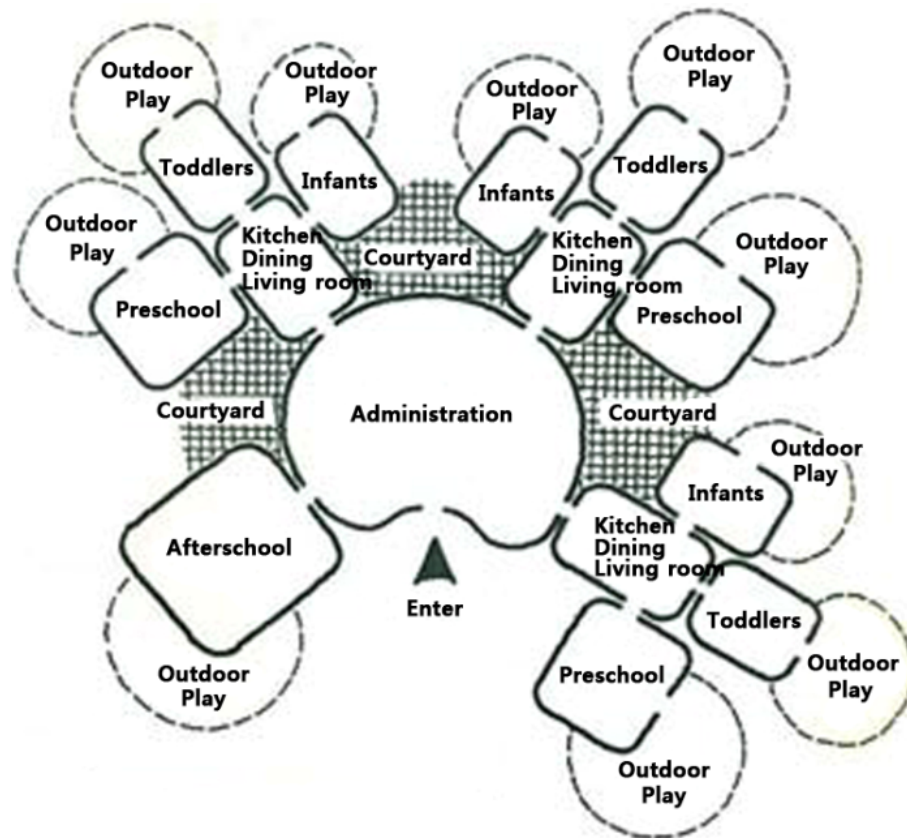 Outdoor
Play
Outdoor
Play
Outdoor
Play
Outdoor
Play
Toddlers
Infants
Infants
Toddlers
Outdoor
Play
Kitchen
Dining
Living room
Courtyard
Kitchen
Dining
Living room
Outdoor
Play
Preschool
Preschool
Courtyard
Administration
Courtyard
Outdoor
Play
Infants
Afterschool
Kitchen
Dining
Living room
Enter
Toddlers
Outdoor
Play
Preschool
Outdoor
Play
Outdoor
Play